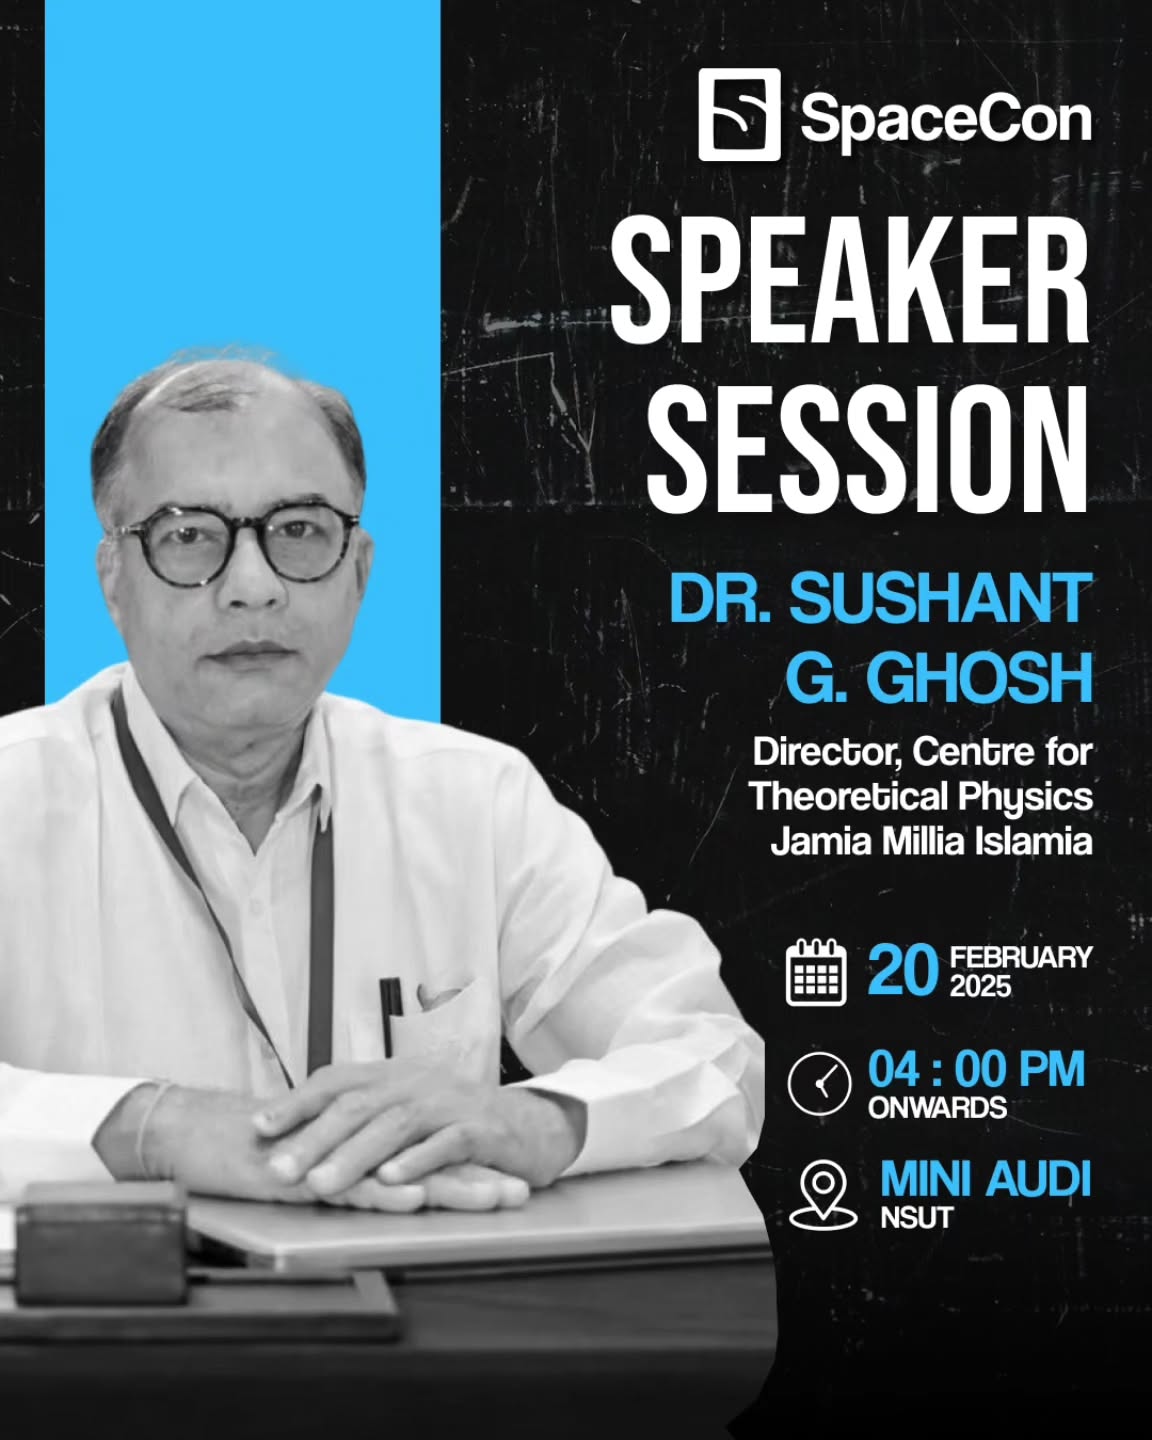 SpaceCon
SPEAKER
SESSION
DR. SUSHANT
G. GHOSH
Director, Centre for
Theoretical Physics
Jamia Millia Islamia
20 FEBRUARY
2025
04 : 00 PM
ONWARDS
MINI AUDI
NSUT